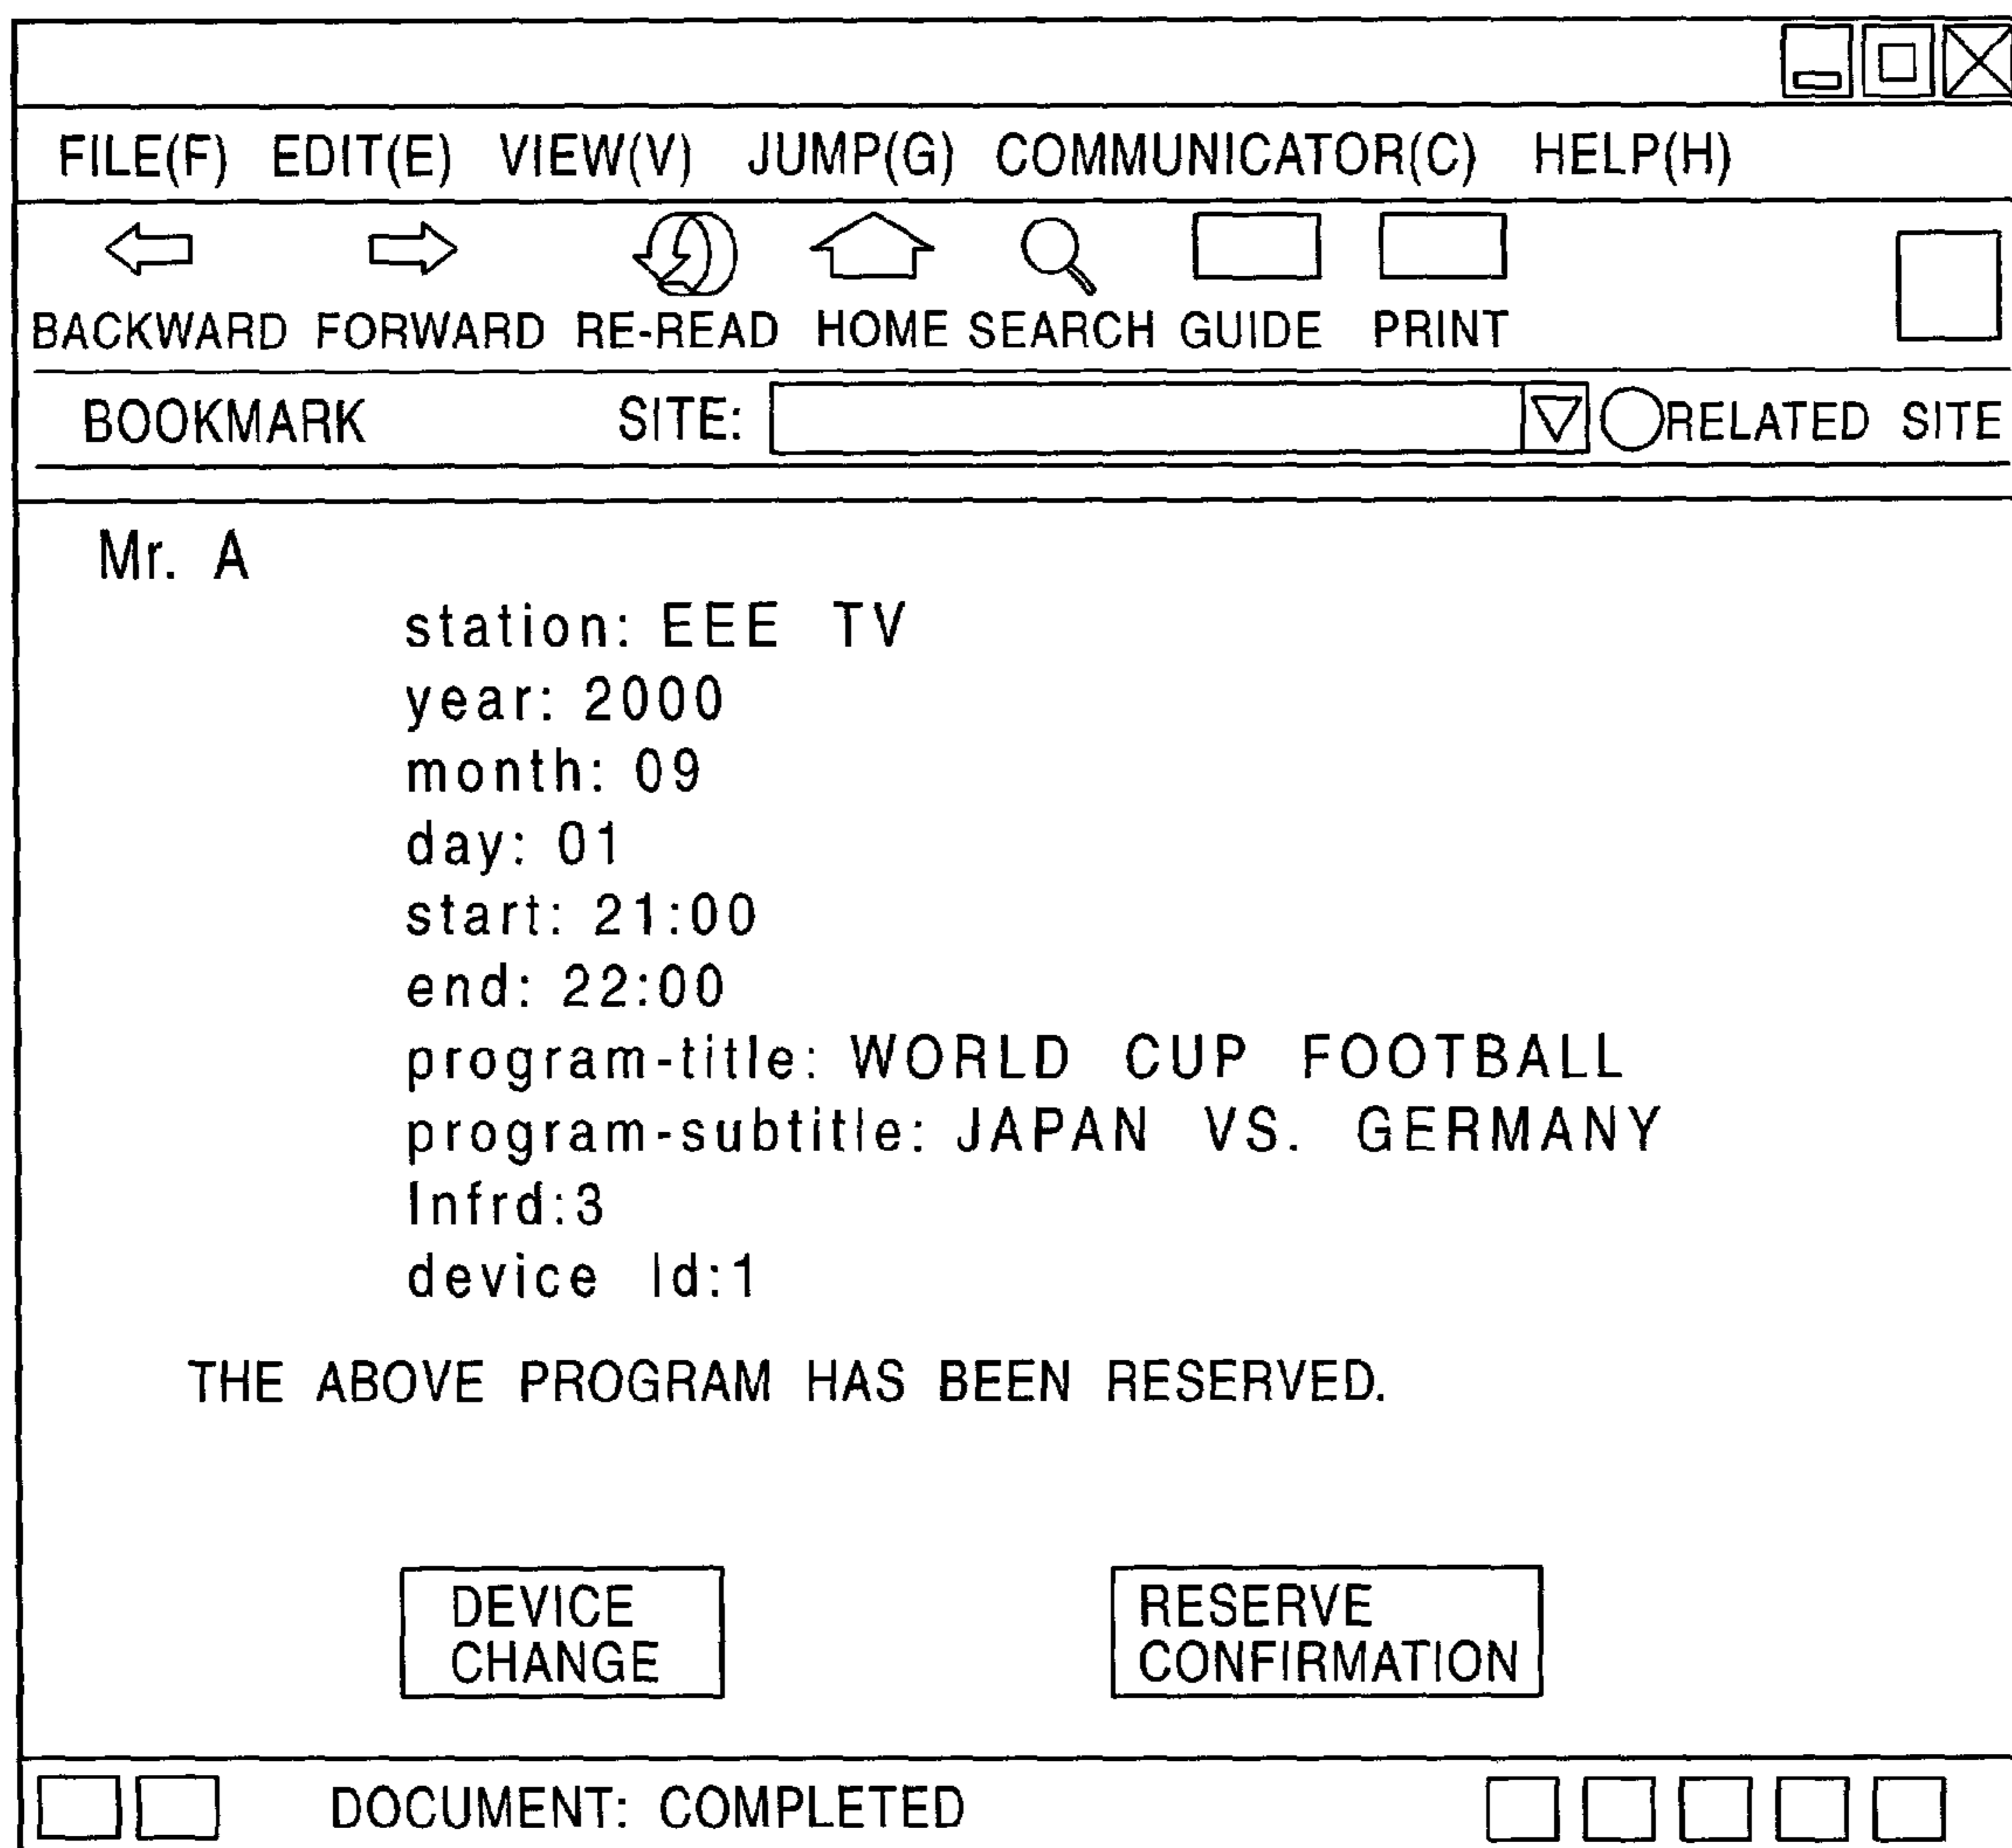 FILE(F) EDIT(E) VIEW(V) JUMP(G) COMMUNICATOR(C) HELP(H)
BACKWARD FORWARD RE-READ HOME SEARCH GUIDE PRINT
BOOKMARK SITE: RELATED SITE
Mr. A
station: EEE TV
year: 2000
month: 09
day: 01
start: 21:00
end: 22:00
program-title: WORLD CUP FOOTBALL
program-subtitle: JAPAN VS. GERMANY
Infrd:3
device Id:1
THE ABOVE PROGRAM HAS BEEN RESERVED.
DEVICE
CHANGE
RESERVE
CONFIRMATION
DOCUMENT: COMPLETED